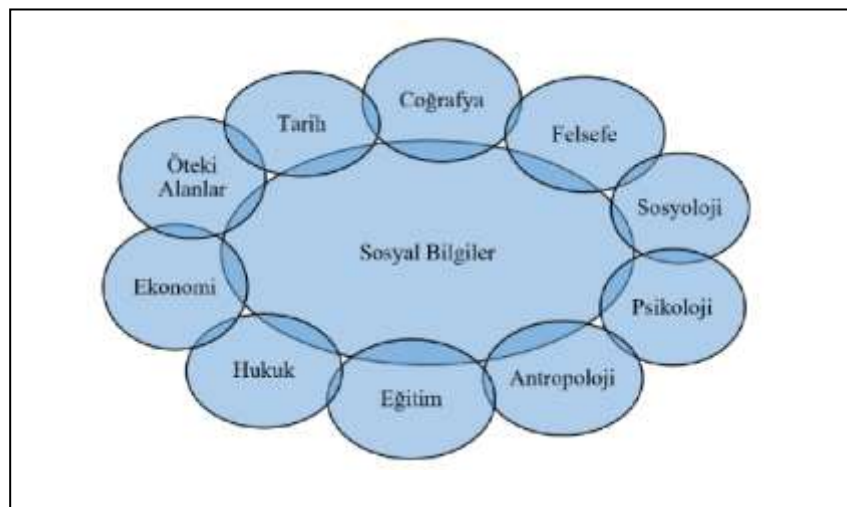 Coğrafya
Tarih
Felsefe
Öteki
Alanlar
Sosyoloji
Sosyal Bilgiler
Ekonomi
Psikoloji
Hukuk
Eğitim
Antropoloji